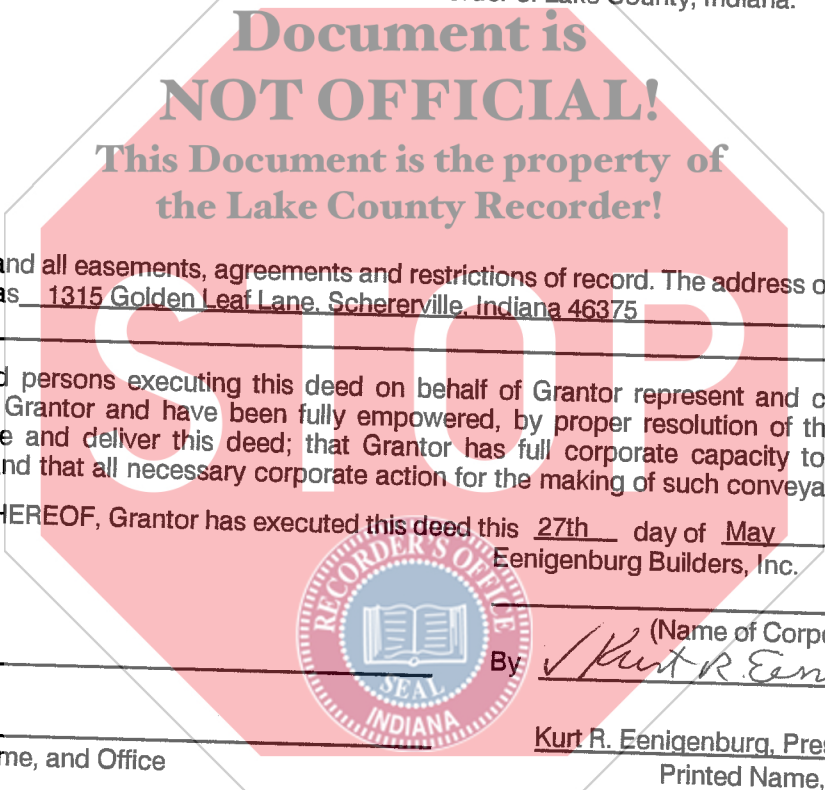 Lake County, Indiana.
Document is
NOT OFFICIAL!
This Document is the property of
the Lake County Recorder!
and all easements, agreements and restrictions of record. The address o
as 1315 Golden Leaf Lane, Schererville, Indiana 46375
STOP
d persons executing this deed on behalf of Grantor represent and c
Grantor and have been fully empowered, by proper resolution of th
e and deliver this deed; that Grantor has full corporate capacity to
nd that all necessary corporate action for the making of such conveya
HEREOF, Grantor has executed this deed this 27th day of May
Eenigenburg Builders, Inc.
RECORDER'S OFFICE
SEAL
INDIANA
(Name of Corpo
By Kurt R. Een
Kurt R. Eenigenburg, Pres
me, and Office
Printed Name,